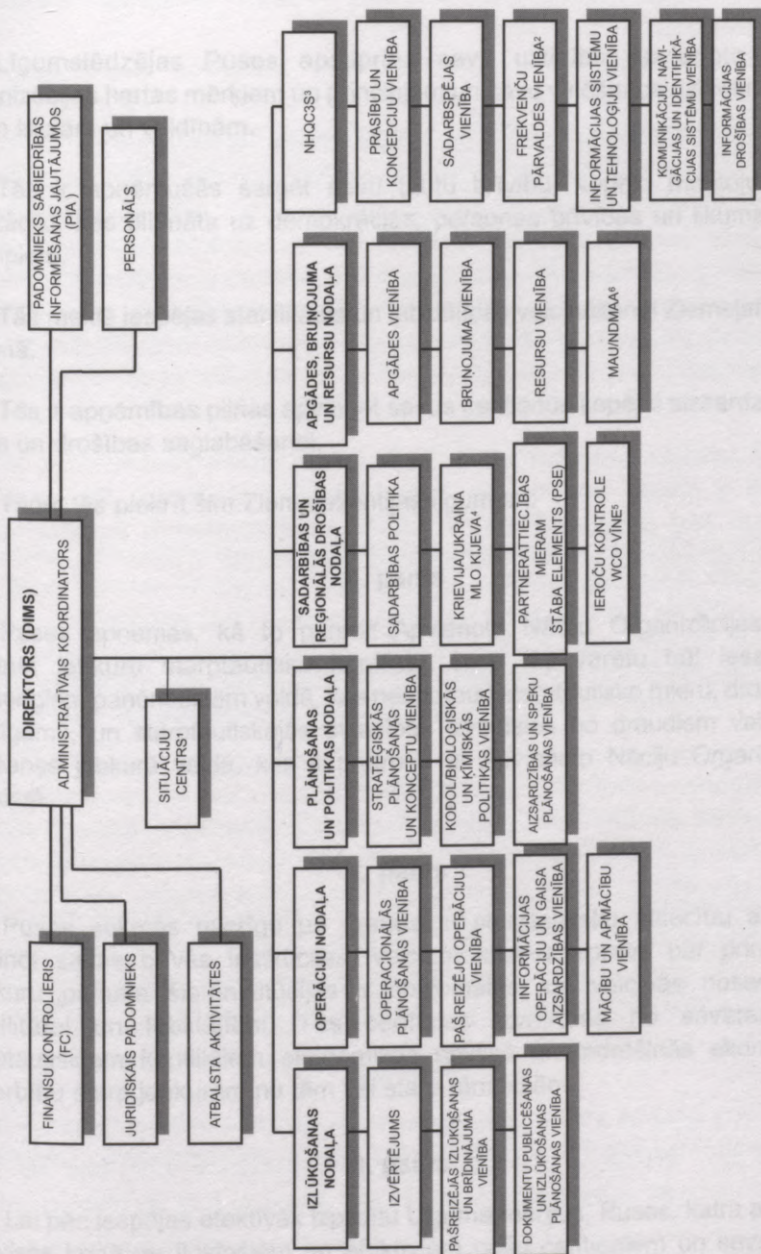 DIRECTORS (DIMS)
ADMINISTRATĪVAIS KOORDINATORS
FINANSU KONTROLIERIS
(FC)
JURIDISKAIS PADOMNIEKS
ATBALSTA AKTIVITĀTES
SITUĀCIJU
CENTRS³
PADOMNIEKS SABIEDRĪBAS
INFORMĒŠANAS JAUTĀJUMOS
(PIA )
PERSONĀLS
IZLŪKOŠANAS
NODAĻA
IZVĒRTĒJUMS
PAŠREIZĒJĀS IZLŪKOŠANAS
UN BRĪDINĀJUMA
VIENĪBA
DOKUMENTU PUBLICĒŠANAS
UN IZLŪKOŠANAS
PLĀNOŠANAS VIENĪBA
OPERĀCIJU NODAĻA
OPERACIONĀLĀS
PLĀNOŠANAS VIENĪBA
PAŠREIZĒJO OPERĀCIJU
VIENĪBA
INFORMĀCIJAS
OPERĀCIJU UN GAISA
AIZSARDZĪBAS VIENĪBA
MĀCĪBU UN APMĀCĪBU
VIENĪBA
PLĀNOŠANAS
UN POLITIKAS NODAĻA
STRATĒĢISKĀS
PLĀNOŠANAS
UN KONCEPTU VIENĪBA
KODOL/BIOLOĢISKĀS
UN ĶĪMISKĀS
POLITIKAS VIENĪBA
AIZSARDZĪBAS UN SPĒKU
PLĀNOŠANAS VIENĪBA
SADARBĪBAS UN
REĢIONĀLĀS DROŠĪBAS
NODAĻA
SADARBĪBAS POLITIKA
KRIEVIJA/UKRAINA
MLO KIJEVA⁴
PARTNERATTIECĪBAS
MIERAM
ŠTĀBA ELEMENTS (PSE)
IEROČU KONTROLE
WCO VĪNE⁵
APGĀDES, BRUŅOJUMA
UN RESURSU NODAĻA
APGĀDES VIENĪBA
BRUŅOJUMA VIENĪBA
RESURSU VIENĪBA
MAUNDMAA⁶
NHQCS³¹
PRASĪBU UN
KONCEPCIJU VIENĪBA
SADARBSPĒJAS
VIENĪBA
FREKVENČU
PĀRVALDES VIENĪBA²
INFORMĀCIJAS SISTĒMU
UN TEHNOLOĢIJU VIENĪBA
KOMUNIKĀCIJU, NAVI-
GĀCIJAS UN IDENTIFIKĀ-
CIJAS SISTĒMU VIENĪBA
INFORMĀCIJAS
DROŠĪBAS VIENĪBA